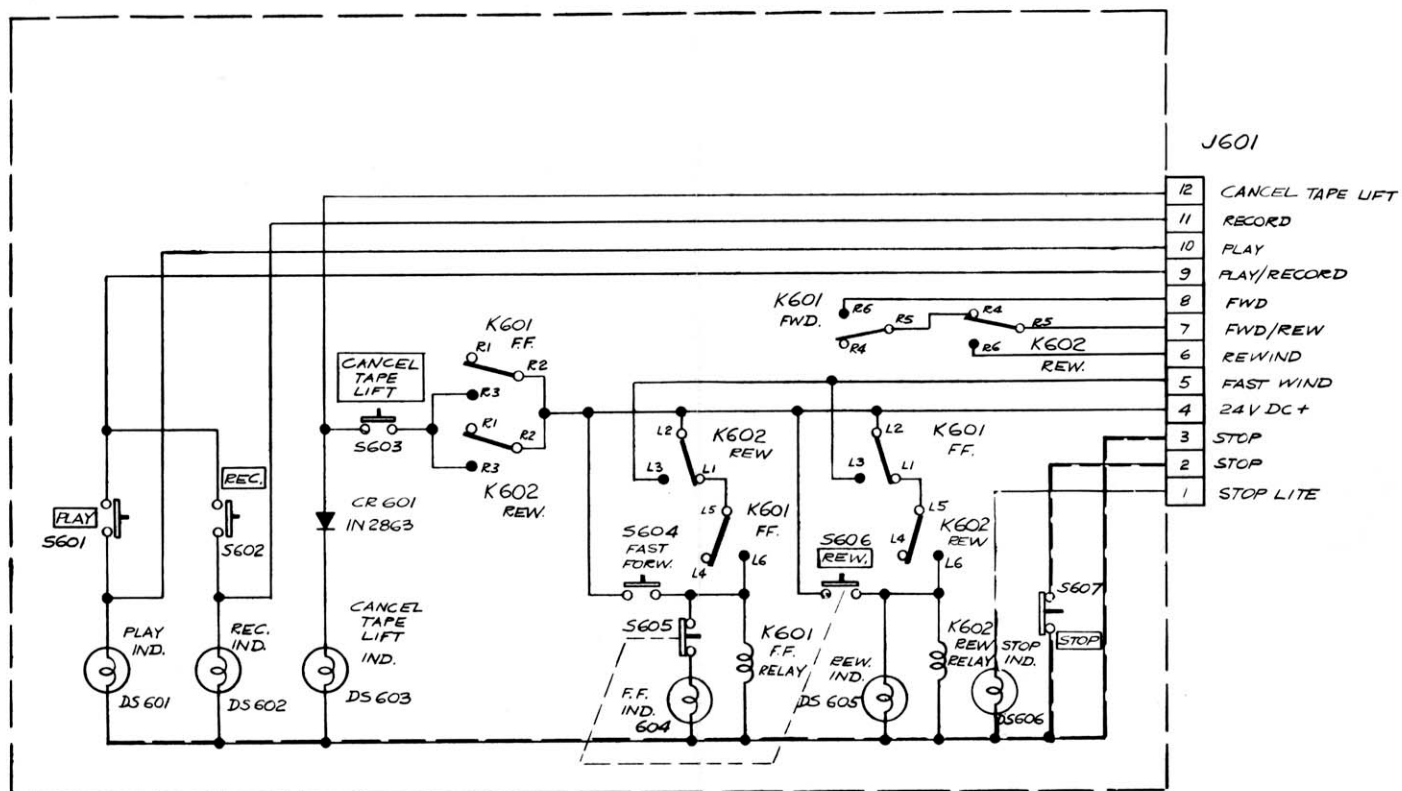 J601
12 CANCEL TAPE LIFT
11 RECORD
10 PLAY
9 PLAY/RECORD
8 FWD
7 FWD/REW
6 REWIND
5 FAST WIND
4 24V DC+
3 STOP
2 STOP
1 STOP LITE
K601
FWD.
R6
R5
R4
R4
R5
R6
K602
REW.
K601
F.F.
R1
R2
R3
R1
R2
R3
K602
REW.
CANCEL
TAPE
LIFT
S603
L2
K602
REW
L3
L1
L5
K601
FF.
L4
L6
L2
K601
FF.
L3
L1
L5
K602
REW
L4
L6
PLAY
S601
REC.
S602
CR 601
IN 2863
S604
FAST
FORW.
S606
REW.
S607
STOP
PLAY
IND.
DS 601
REC.
IND.
DS 602
CANCEL
TAPE
LIFT
IND.
DS 603
S605
F.F.
IND.
604
K601
F.F.
RELAY
REW.
IND.
DS 605
K602
REW
RELAY
STOP
IND.
DS606